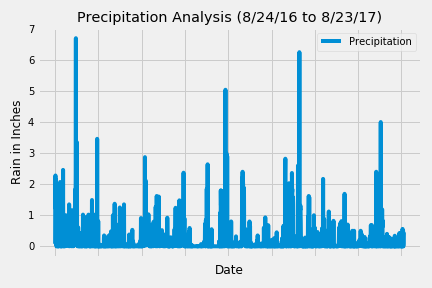 Precipitation Analysis (8/24/16 to 8/23/17)
Precipitation
7
6
5
4
3
2
1
0
Rain in Inches
Date